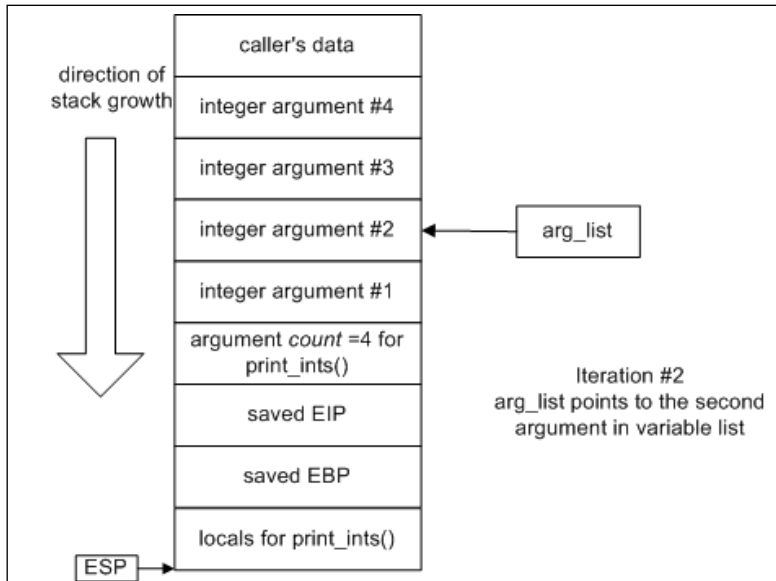 caller's data
direction of
stack growth
integer argument #4
integer argument #3
integer argument #2
arg_list
integer argument #1
argument count =4 for
print_ints()
Iteration #2
arg_list points to the second
argument in variable list
saved EIP
saved EBP
locals for print_ints()
ESP